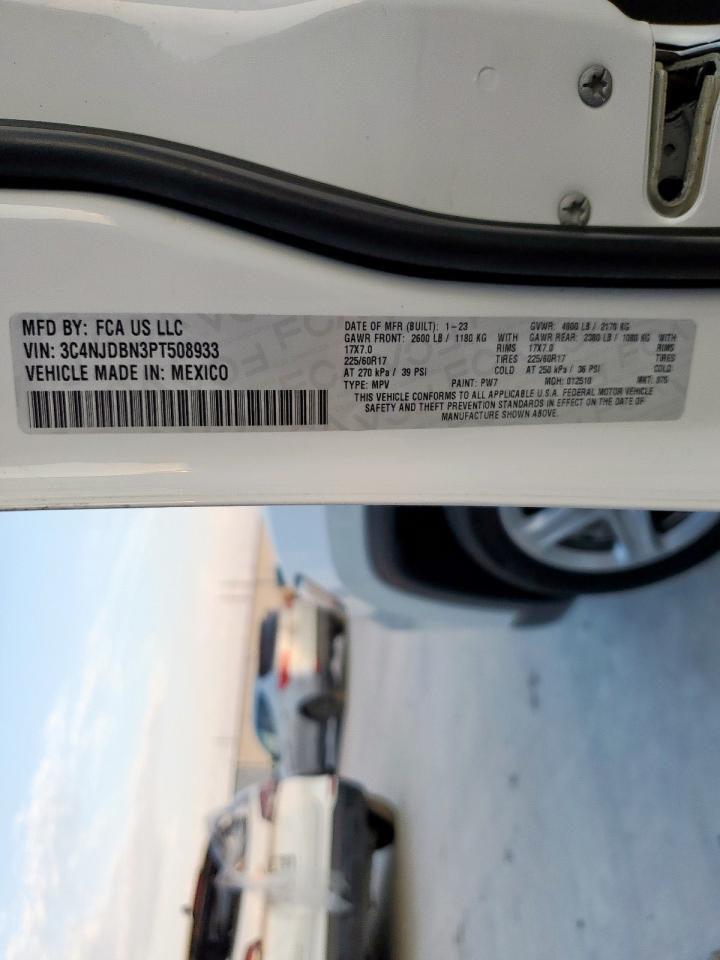 MFD BY: FCA US LLC
VIN: 3C4NJDBN3PT508933
VEHICLE MADE IN: MEXICO
DATE OF MFR (BUILT): 1-23 GVWR: 4800 LB / 2170 KG
GAWR FRONT: 2600 LB / 1180 KG WITH GAWR REAR: 2380 LB / 1080 KG WITH
17X7.0 RIMS 17X7.0 RIMS
225/60R17 TIRES 225/60R17 TIRES
AT 270 kPa / 39 PSI COLD AT 250 kPa / 36 PSI COLD
TYPE: MPV PAINT: PW7 MDH: 012510 MKT:
THIS VEHICLE CONFORMS TO ALL APPLICABLE U.S.A. FEDERAL MOTOR VEHICLE
SAFETY AND THEFT PREVENTION STANDARDS IN EFFECT ON THE DATE OF
MANUFACTURE SHOWN ABOVE.